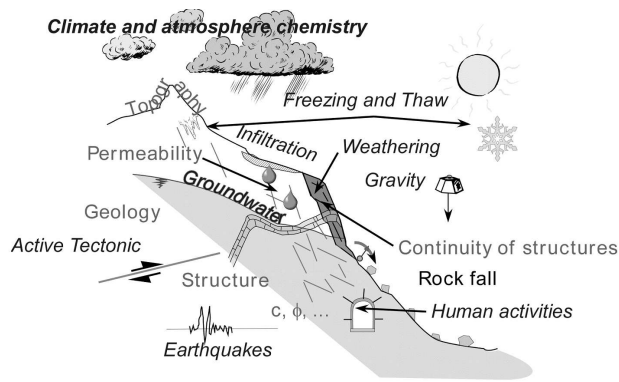 Climate and atmosphere chemistry
Topography
Freezing and Thaw
Infiltration
Weathering
Permeability
Gravity
Groundwater
Geology
Active Tectonic
Continuity of structures
Structure
Rock fall
c, ϕ, ...
Human activities
Earthquakes